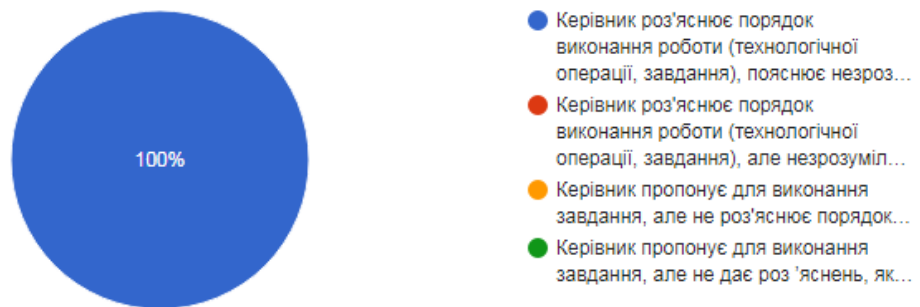 100%
Керівник роз'яснює порядок
виконання роботи (технологічної
операції, завдання), пояснює незроз...
Керівник роз'яснює порядок
виконання роботи (технологічної
операції, завдання), але незрозуміл...
Керівник пропонує для виконання
завдання, але не роз'яснює порядок...
Керівник пропонує для виконання
завдання, але не дає роз 'яснень, як...